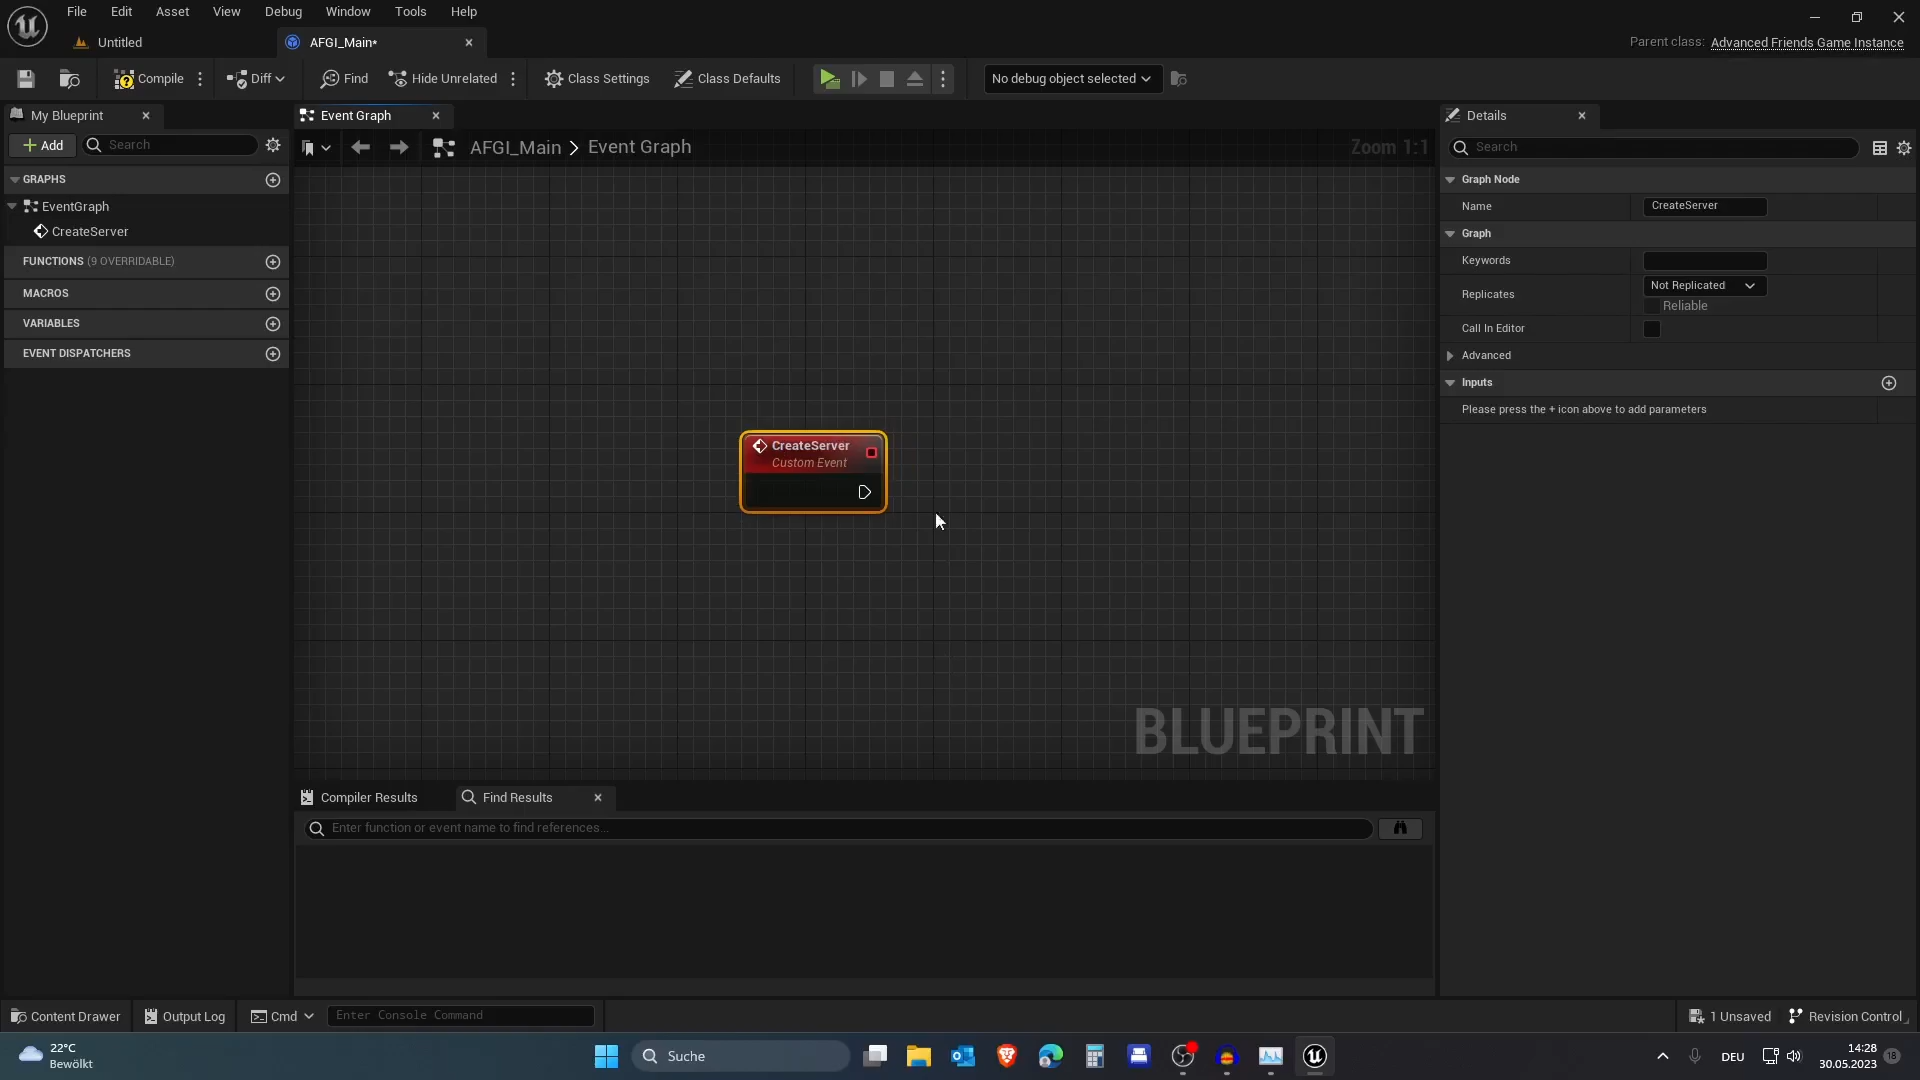 File Edit Asset View Debug Window Tools Help
Untitled
AFGI_Main*
Parent class: Advanced Friends Game Instance
Compile
Diff
Find
Hide Unrelated
Class Settings
Class Defaults
No debug object selected
My Blueprint
Add
Search
GRAPHS
EventGraph
CreateServer
FUNCTIONS (9 OVERRIDABLE)
MACROS
VARIABLES
EVENT DISPATCHERS
Event Graph
AFGI_Main > Event Graph
Zoom 1:1
CreateServer
Custom Event
BLUEPRINT
Compiler Results
Find Results
Enter function or event name to find references...
Details
Search
Graph Node
Name
CreateServer
Graph
Keywords
Replicates
Not Replicated
Reliable
Call In Editor
Advanced
Inputs
Please press the + icon above to add parameters
Content Drawer
Output Log
Cmd
Enter Console Command
1 Unsaved
Revision Control
22°C
Bewölkt
Suche
DEU
14:28
30.05.2023
18